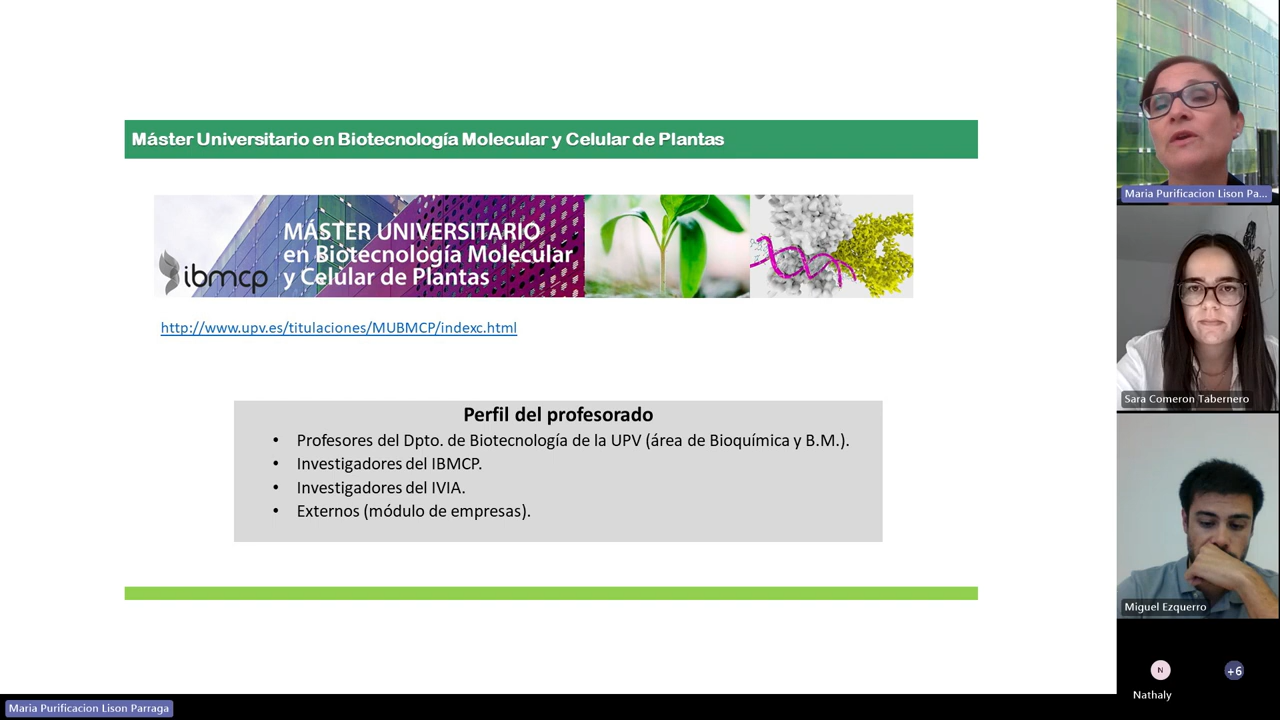 Máster Universitario en Biotecnología Molecular y Celular de Plantas
ibmcp
MÁSTER UNIVERSITARIO
en Biotecnología Molecular
y Celular de Plantas
http://www.upv.es/titulaciones/MUBMCP/indexc.html
Perfil del profesorado
• Profesores del Dpto. de Biotecnología de la UPV (área de Bioquímica y B.M.).
• Investigadores del IBMCP.
• Investigadores del IVIA.
• Externos (módulo de empresas).
Maria Purificacion Lison Pa...
Sara Comeron Tabernero
Miguel Ezquerro
N
+6
Nathaly
Maria Purificacion Lison Parraga